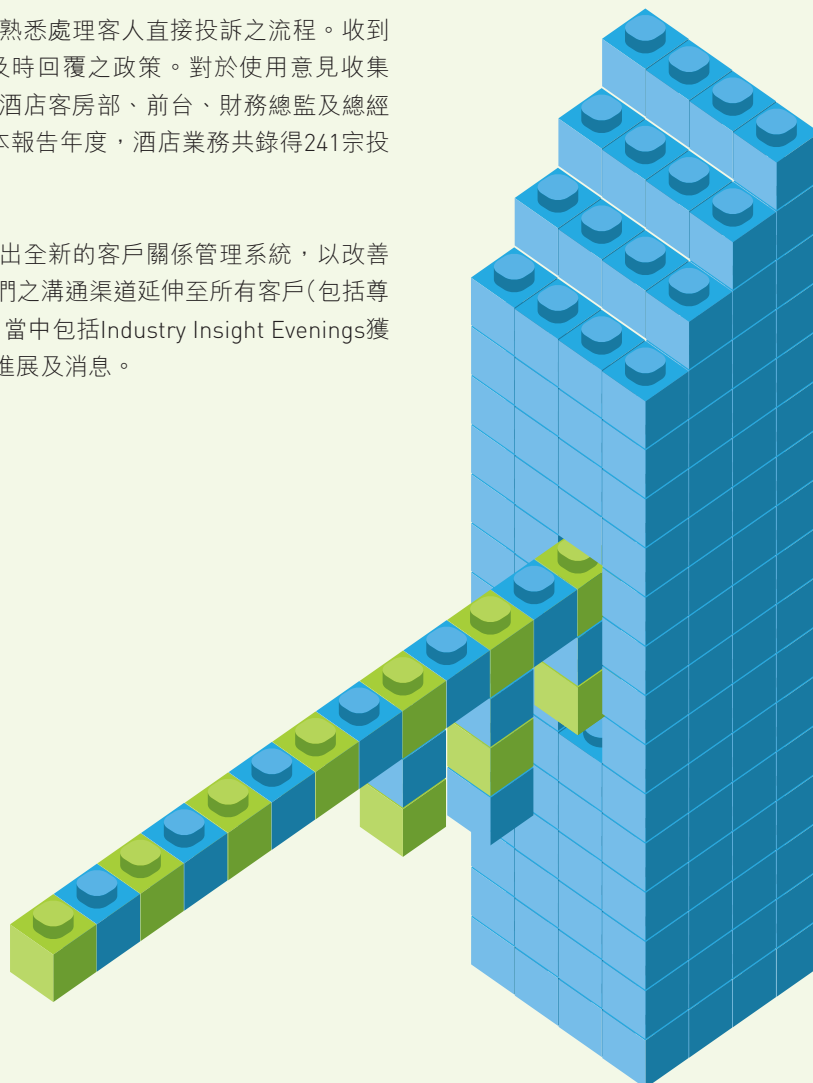 熟悉處理客人直接投訴之流程。收到
及時回覆之政策。對於使用意見收集
酒店客房部、前台、財務總監及總經
本報告年度，酒店業務共錄得241宗投
出全新的客戶關係管理系統，以改善
們之溝通渠道延伸至所有客戶（包括尊
當中包括Industry Insight Evenings獲
進展及消息。